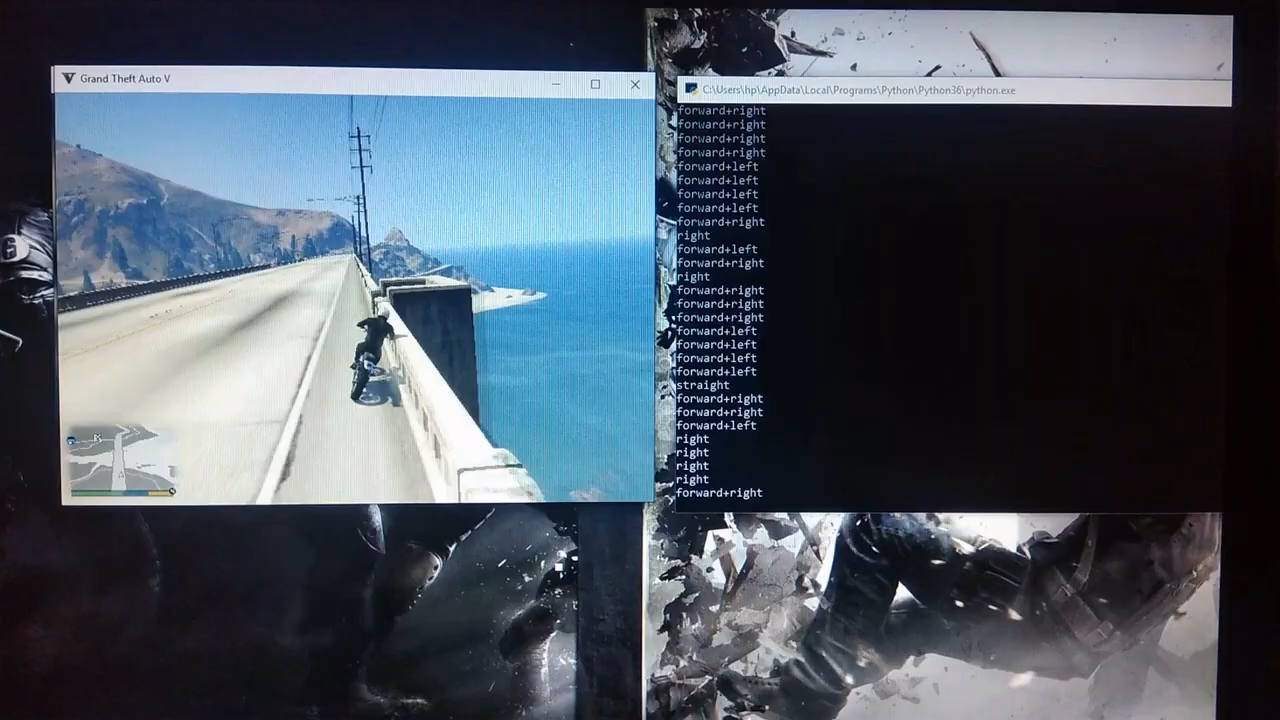 Grand Theft Auto V
C:\Users\hp\AppData\Local\Programs\Python\Python36\python.exe
forward+right
forward+right
forward+right
forward+right
forward+left
forward+left
forward+left
forward+left
forward+right
right
forward+left
forward+right
right
forward+right
forward+right
forward+right
forward+left
forward+left
forward+left
forward+left
straight
forward+right
forward+right
forward+left
right
right
right
right
forward+right